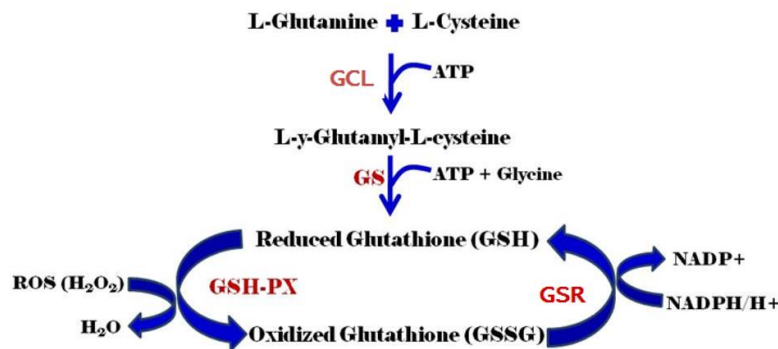 L-Glutamine + L-Cysteine
GCL
ATP
L-y-Glutamyl-L-cysteine
GS
ATP + Glycine
Reduced Glutathione (GSH)
NADP+
ROS (H₂O₂)
GSH-PX
GSR
NADPH/H+
H₂O
Oxidized Glutathione (GSSG)